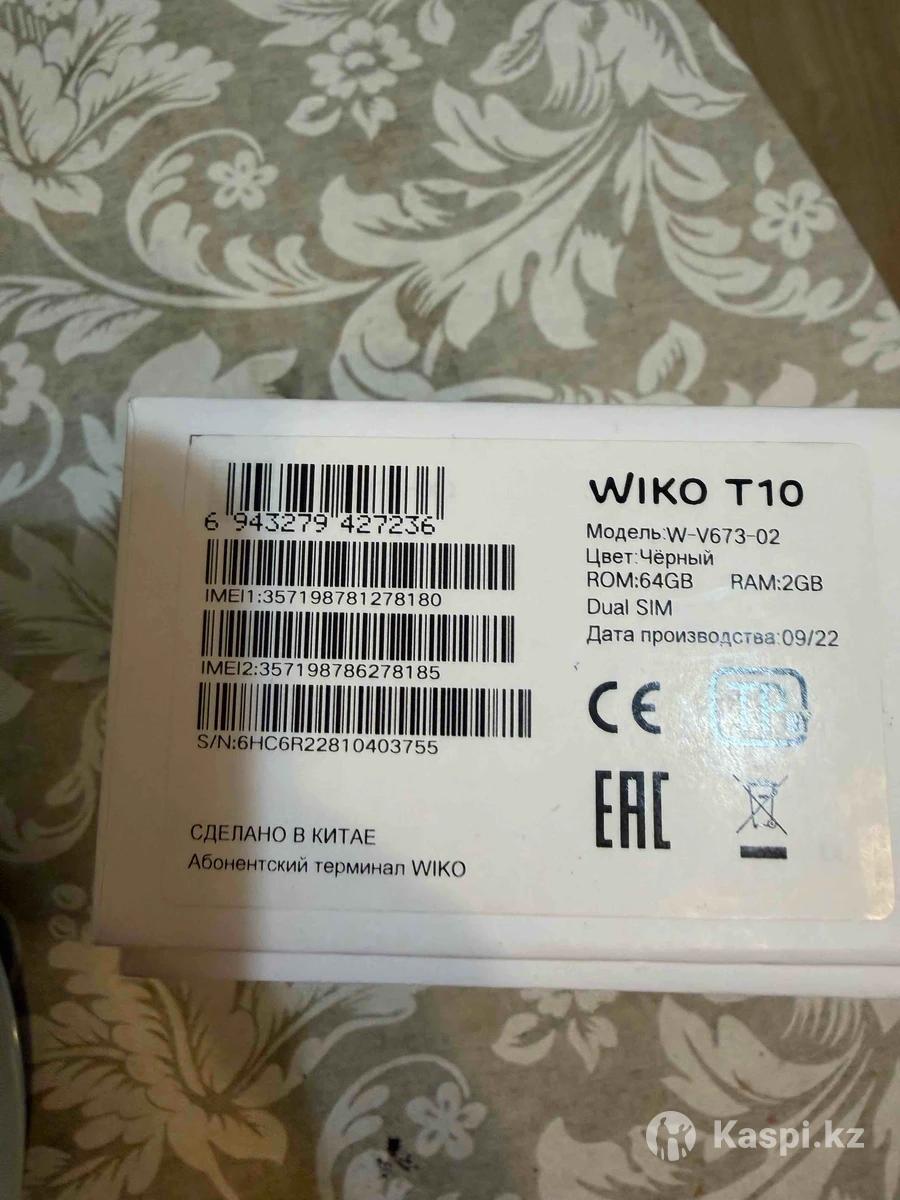 6 943279 427236
IMEI1:357198781278180
IMEI2:357198786278185
S/N:6HC6R22810403755
СДЕЛАНО В КИТАЕ
Абонентский терминал WIKO
WIKO T10
Модель:W-V673-02
Цвет:Чёрный
ROM:64GB RAM:2GB
Dual SIM
Дата производства:09/22
CE
EAC
Kaspi.kz